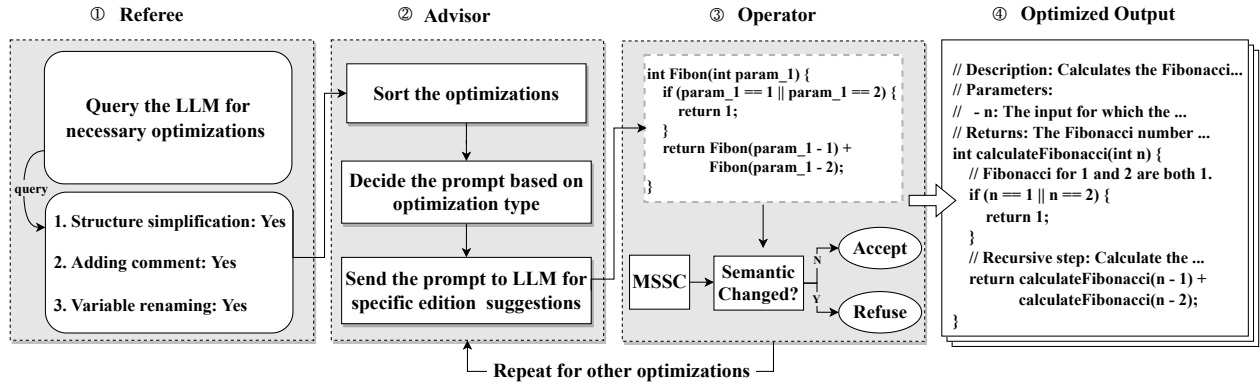 ① Referee
Query the LLM for
necessary optimizations
query
1. Structure simplification: Yes
2. Adding comment: Yes
3. Variable renaming: Yes
② Advisor
Sort the optimizations
Decide the prompt based on
optimization type
Send the prompt to LLM for
specific edition suggestions
③ Operator
int Fibon(int param_1) {
if (param_1 == 1 || param_1 == 2) {
return 1;
}
return Fibon(param_1 - 1) +
Fibon(param_1 - 2);
}
MSSC
Semantic
Changed?
N
Y
Accept
Refuse
Repeat for other optimizations
④ Optimized Output
// Description: Calculates the Fibonacci...
// Parameters:
// - n: The input for which the ...
// Returns: The Fibonacci number ...
int calculateFibonacci(int n) {
// Fibonacci for 1 and 2 are both 1.
if (n == 1 || n == 2) {
return 1;
}
// Recursive step: Calculate the ...
return calculateFibonacci(n - 1) +
calculateFibonacci(n - 2);
}